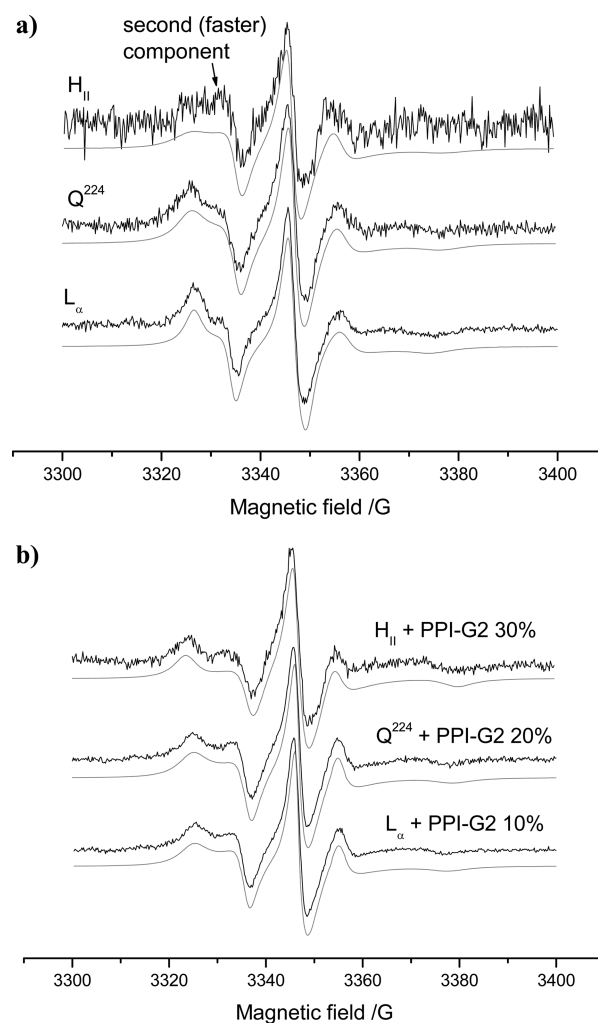 a)
second (faster)
component
H_II
Q^224
L_α
3300 3320 3340 3360 3380 3400
Magnetic field /G
b)
H_II + PPI-G2 30%
Q^224 + PPI-G2 20%
L_α + PPI-G2 10%
3300 3320 3340 3360 3380 3400
Magnetic field /G